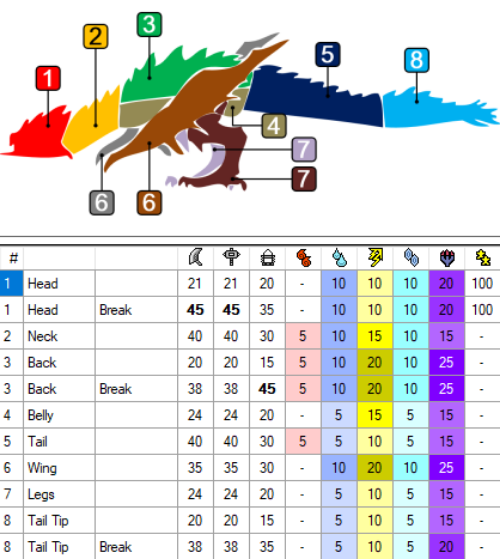 3
2
5
8
1
4
7
7
6
6
#
1 Head 21 21 20 - 10 10 10 20 100
1 Head Break 45 45 35 - 10 10 10 20 100
2 Neck 40 40 30 5 10 15 10 15 -
3 Back 20 20 15 5 10 20 10 25 -
3 Back Break 38 38 45 5 10 20 10 25 -
4 Belly 24 24 20 - 5 15 5 15 -
5 Tail 40 40 30 5 5 10 5 15 -
6 Wing 35 35 30 - 10 20 10 25 -
7 Legs 24 24 20 - 5 10 5 15 -
8 Tail Tip 20 20 15 - 5 10 5 15 -
8 Tail Tip Break 38 38 35 - 5 10 5 20 -